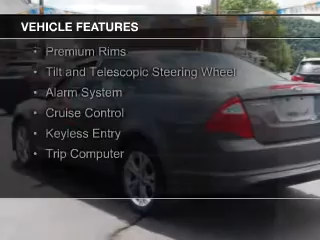 VEHICLE FEATURES
• Premium Rims
• Tilt and Telescopic Steering Wheel
• Alarm System
• Cruise Control
• Keyless Entry
• Trip Computer